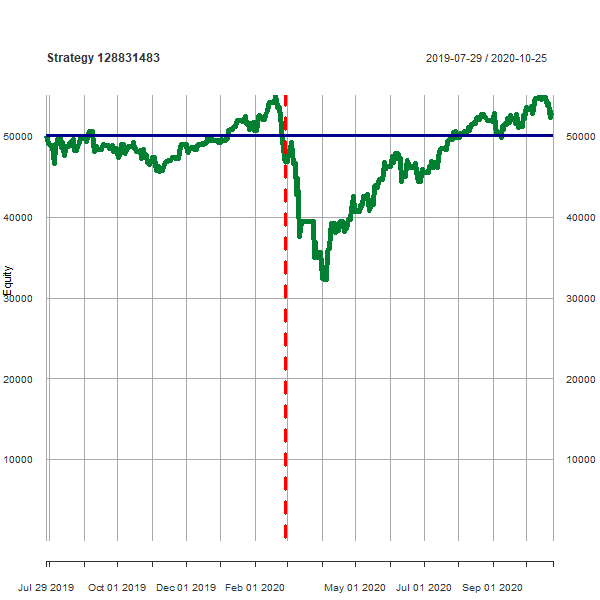 Strategy 128831483
2019-07-29 / 2020-10-25
50000
50000
40000
40000
Equity
30000
30000
20000
20000
10000
10000
Jul 29 2019
Oct 01 2019
Dec 01 2019
Feb 01 2020
May 01 2020
Jul 01 2020
Sep 01 2020